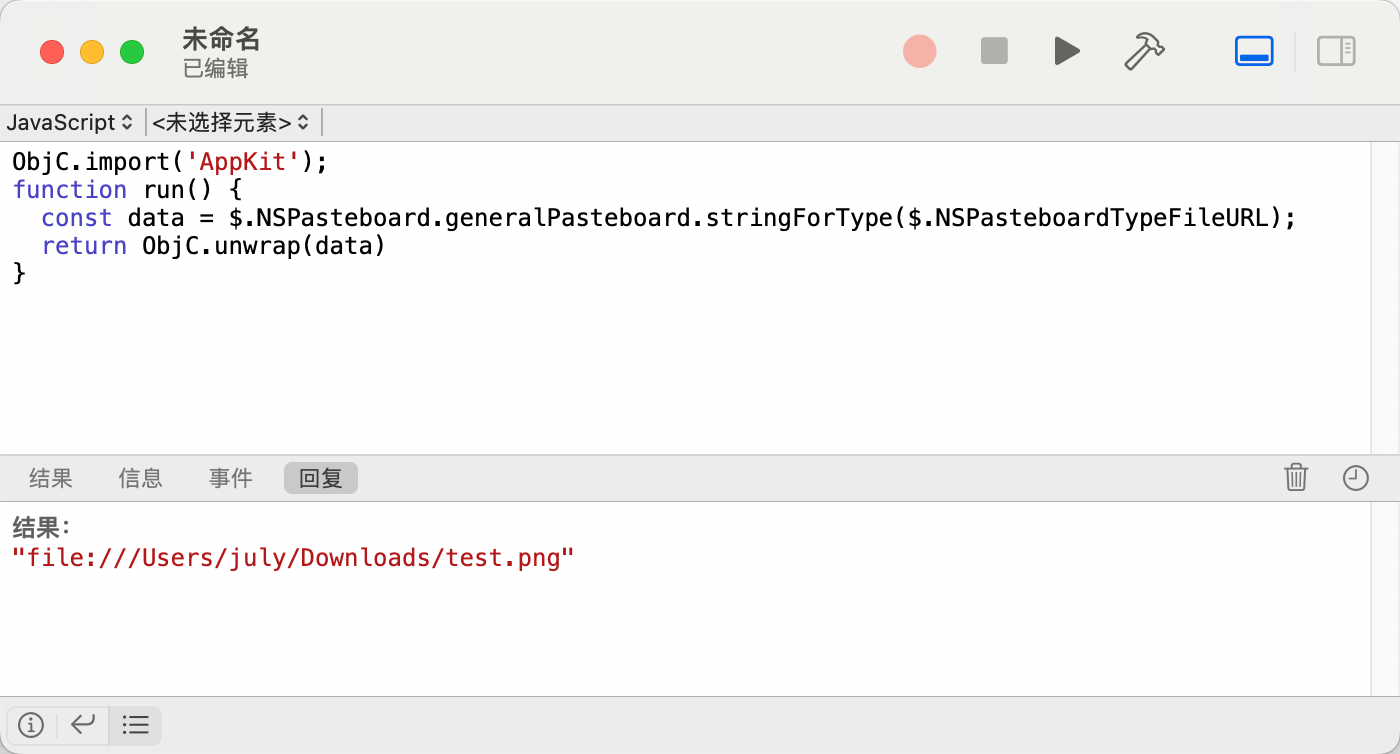 未命名
已编辑
JavaScript <未选择元素>
ObjC.import('AppKit');
function run() {
  const data = $.NSPasteboard.generalPasteboard.stringForType($.NSPasteboardTypeFileURL);
  return ObjC.unwrap(data)
}
结果 信息 事件 回复
结果：
"file:///Users/july/Downloads/test.png"